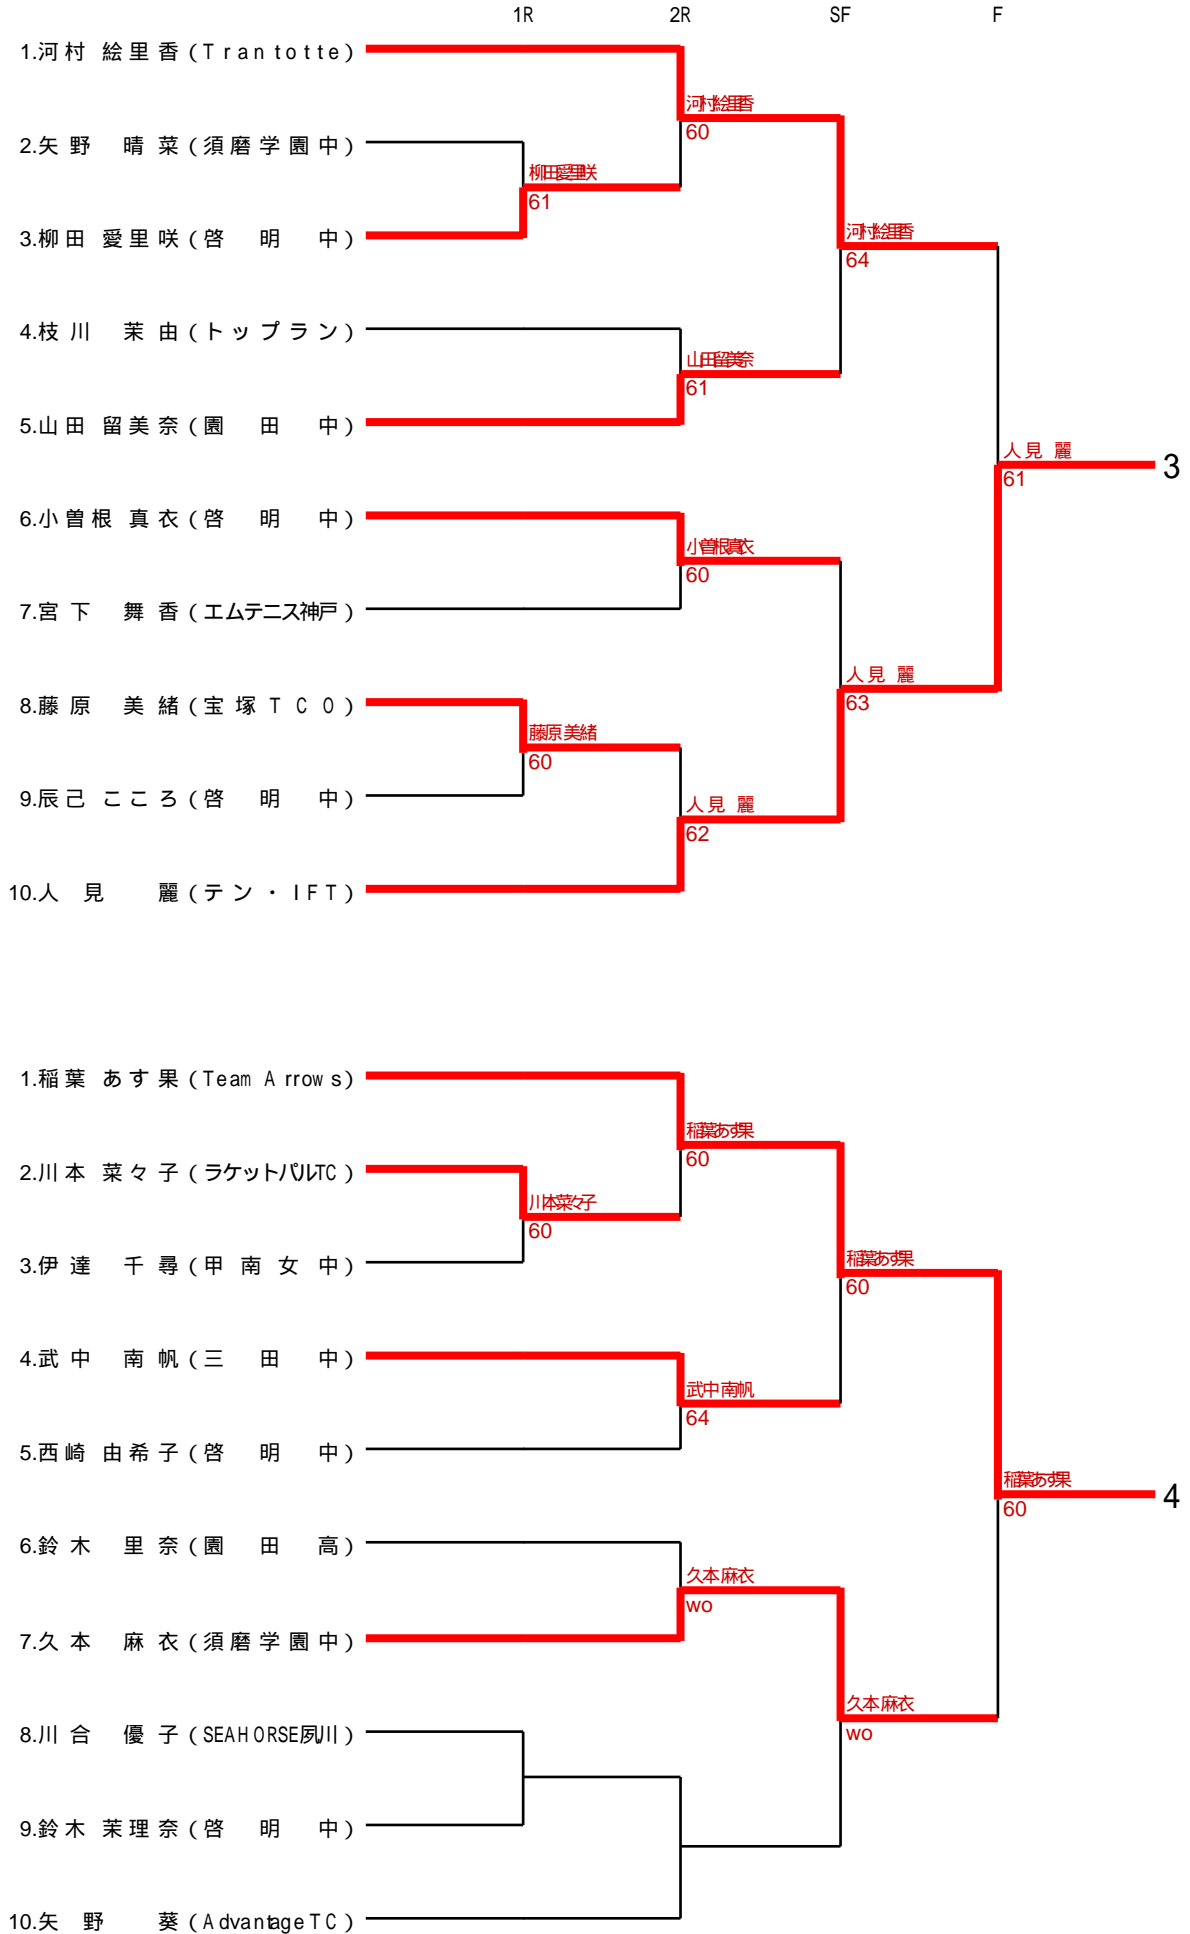 1R 2R SF F
1.河村 絵里香(Trantotte)
河村絵里香
60
2.矢野 晴菜(須磨学園中)
柳田愛里咲
61
3.柳田 愛里咲(啓明中)
河村絵里香
64
4.枝川 茉由(トップラン)
山田留美奈
61
5.山田 留美奈(園田中)
人見 麗
61
3
6.小曽根 真衣(啓明中)
小曽根真衣
60
7.宮下 舞香(エムテニス神戸)
人見 麗
63
8.藤原 美緒(宝塚TCO)
藤原美緒
60
9.辰己 こころ(啓明中)
人見 麗
62
10.人見 麗(テン・IFT)
1.稲葉 あす果(Team Arrows)
稲葉あす果
60
2.川本 菜々子(ラケットパルTC)
川本菜々子
60
3.伊達 千尋(甲南女中)
稲葉あす果
60
4.武中 南帆(三田中)
武中南帆
64
5.西崎 由希子(啓明中)
稲葉あす果
60
4
6.鈴木 里奈(園田高)
久本麻衣
wo
7.久本 麻衣(須磨学園中)
久本麻衣
wo
8.川合 優子(SEAHORSE夙川)
9.鈴木 茉理奈(啓明中)
10.矢野 葵(AdvantageTC)